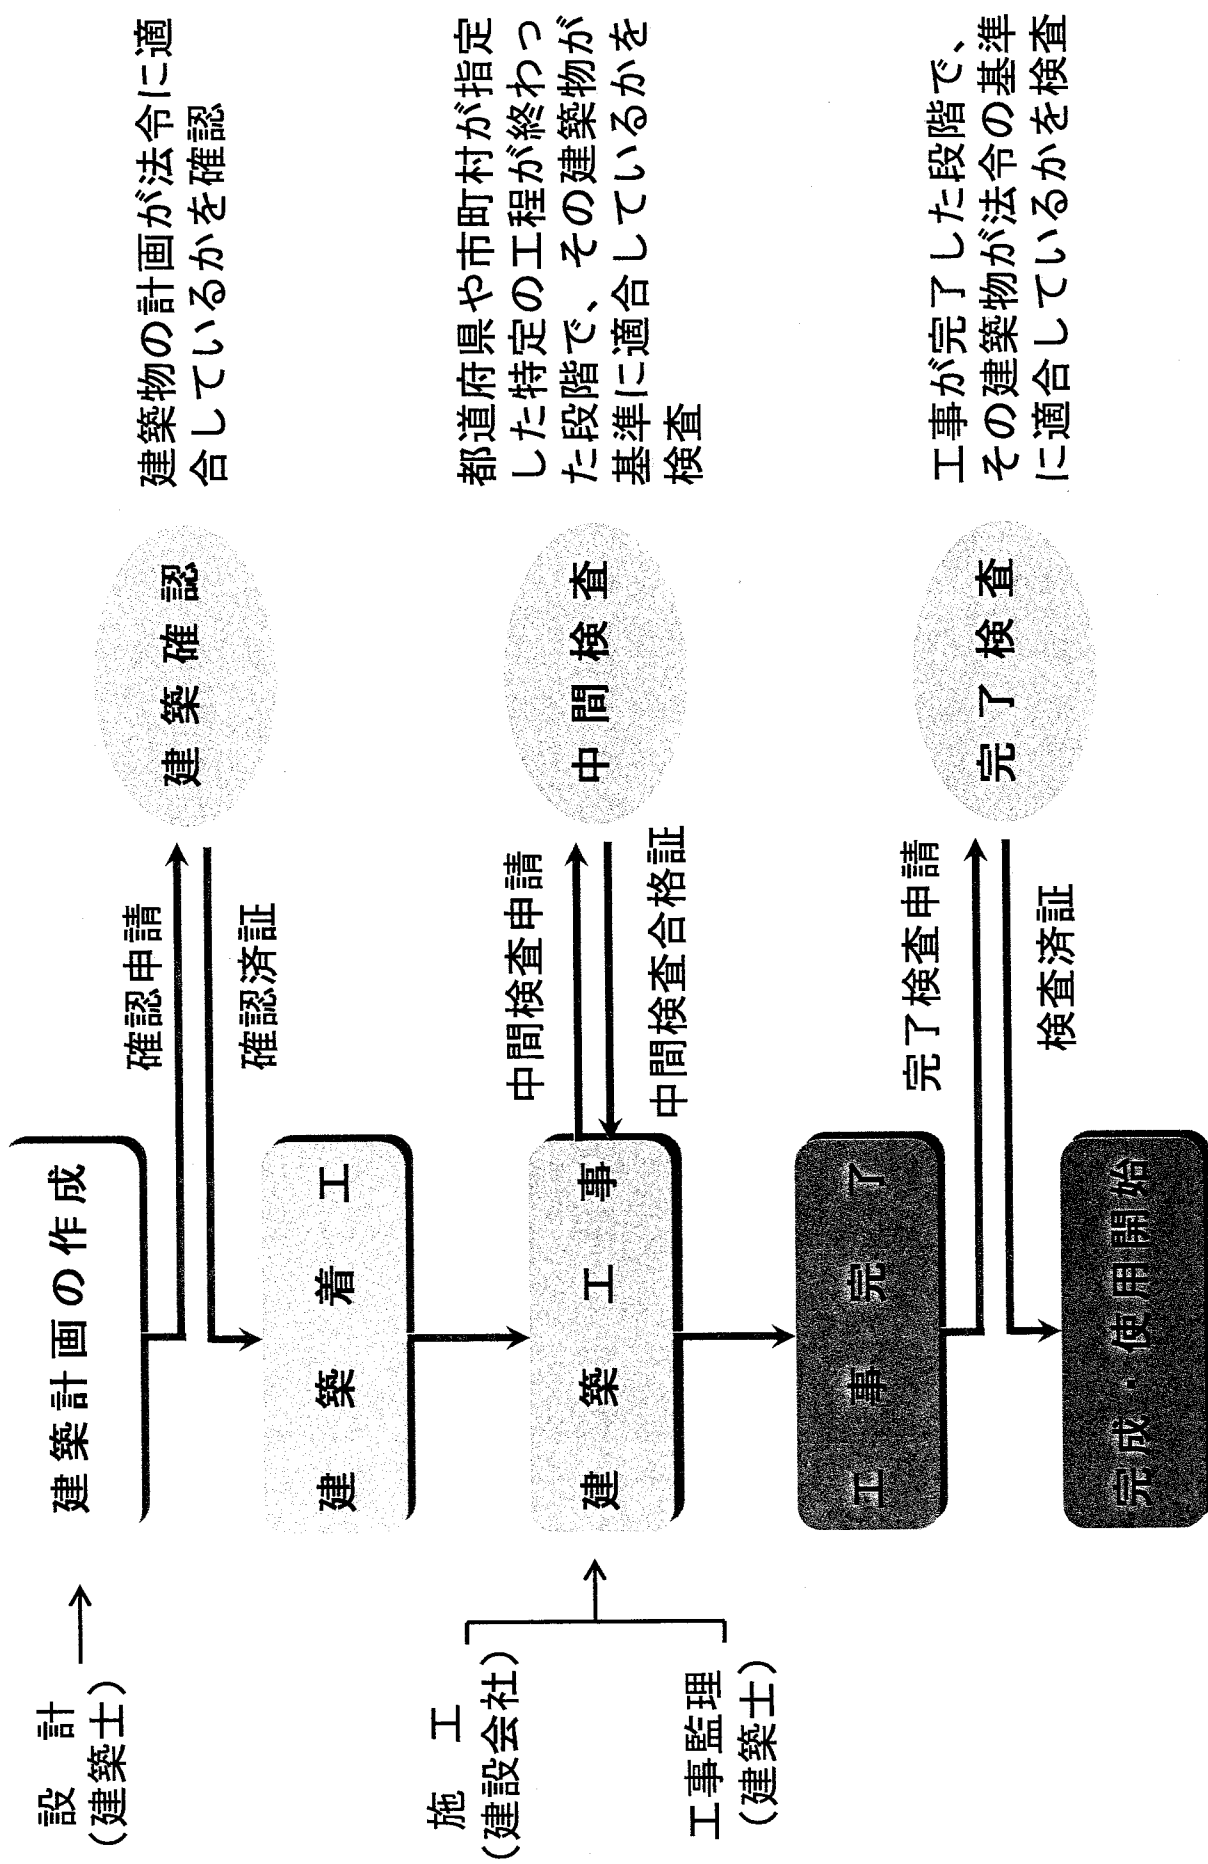 設 計
（建築士）
建築計画の作成
確認申請
確認済証
建 築 確 認
建築物の計画が法令に適
合しているかを確認
建 築 着 工
施 工
（建設会社）
工事監理
（建築士）
建 築 工 事
中間検査申請
中間検査合格証
中 間 検 査
都道府県や市町村が指定
した特定の工程が終わっ
た段階で、その建築物が
基準に適合しているかを
検査
工 事 完 了
完了検査申請
検査済証
完 了 検 査
工事が完了した段階で、
その建築物が法令の基準
に適合しているかを検査
完成・使用開始